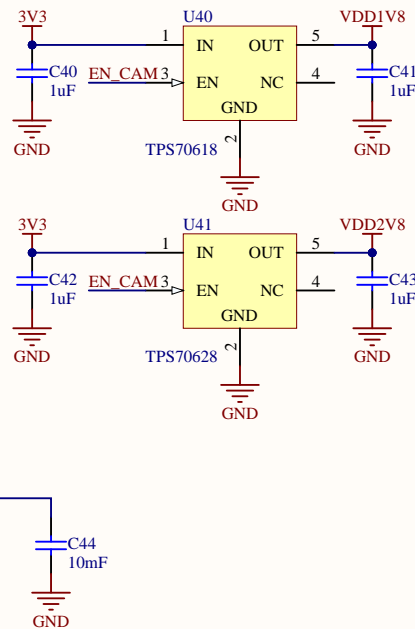 3V3
U40
VDD1V8
1 IN OUT 5
C40
1uF
EN_CAM 3 EN NC 4
C41
1uF
GND
2
GND
TPS70618
GND
GND
3V3
U41
VDD2V8
1 IN OUT 5
C42
1uF
EN_CAM 3 EN NC 4
C43
1uF
GND
2
GND
TPS70628
GND
GND
C44
10mF
GND